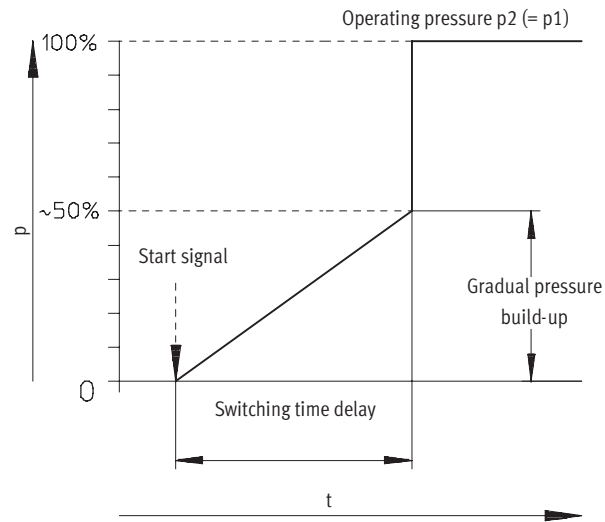 Operating pressure p2 (= p1)
100%
~50%
p
Start signal
Gradual pressure
build-up
0
Switching time delay
t